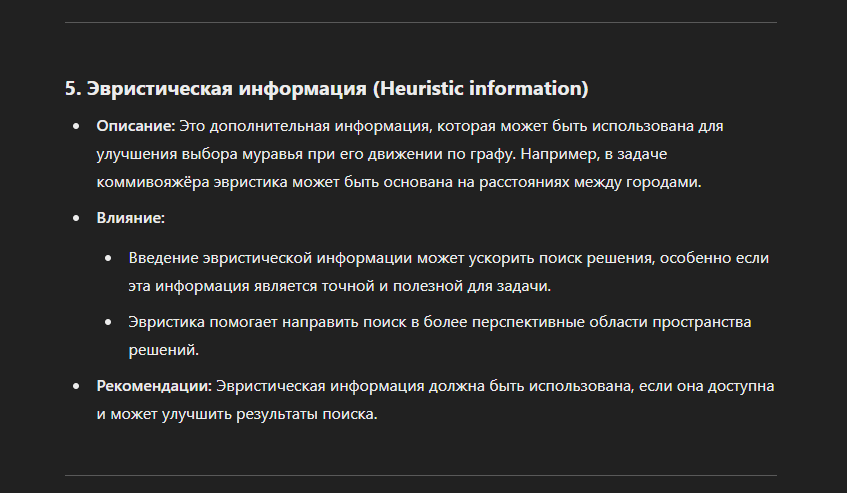 5. Эвристическая информация (Heuristic information)
• Описание: Это дополнительная информация, которая может быть использована для
улучшения выбора муравья при его движении по графу. Например, в задаче
коммивояжёра эвристика может быть основана на расстояниях между городами.
• Влияние:
• Введение эвристической информации может ускорить поиск решения, особенно если
эта информация является точной и полезной для задачи.
• Эвристика помогает направить поиск в более перспективные области пространства
решений.
• Рекомендации: Эвристическая информация должна быть использована, если она доступна
и может улучшить результаты поиска.